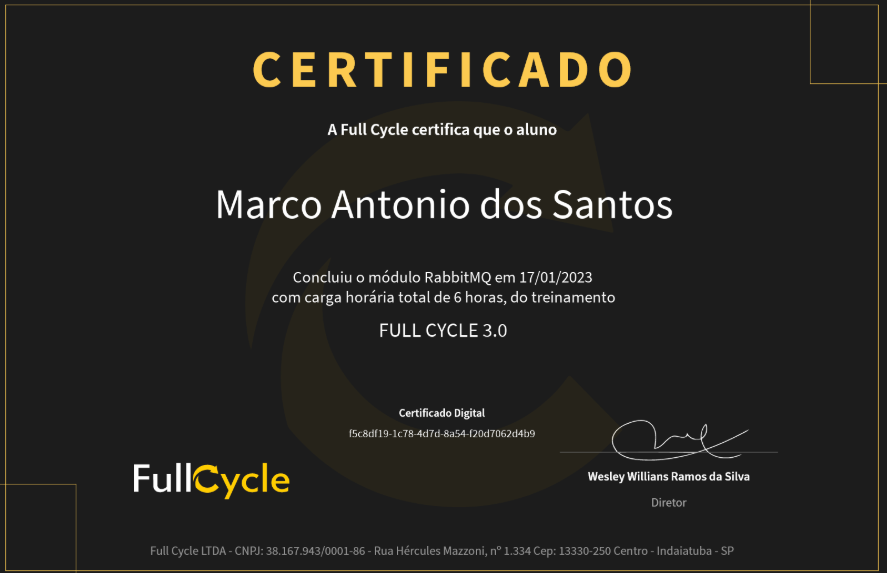 CERTIFICADO
A Full Cycle certifica que o aluno
Marco Antonio dos Santos
Concluiu o módulo RabbitMQ em 17/01/2023
com carga horária total de 6 horas, do treinamento
FULL CYCLE 3.0
Certificado Digital
f5c8df19-1c78-4d7d-8a54-f20d7062d4b9
FullCycle
Wesley Willians Ramos da Silva
Diretor
Full Cycle LTDA - CNPJ: 38.167.943/0001-86 - Rua Hércules Mazzoni, nº 1.334 Cep: 13330-250 Centro - Indaiatuba - SP